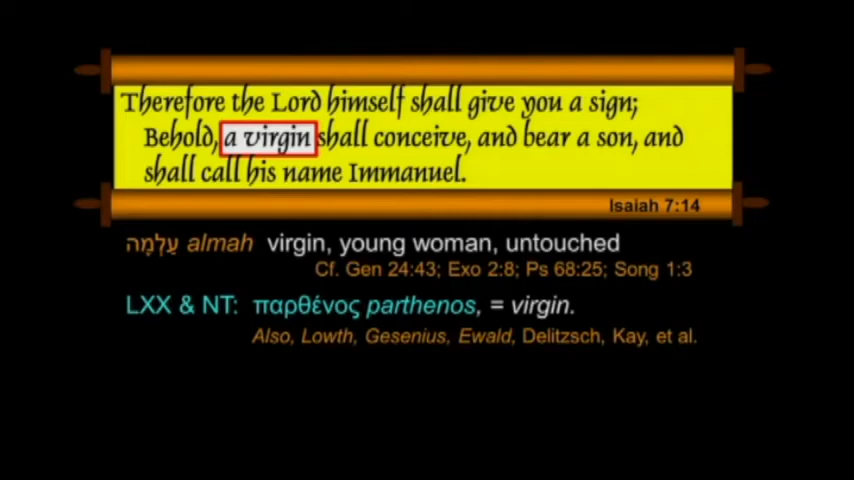 Therefore the Lord himself shall give you a sign;
Behold, a virgin shall conceive, and bear a son, and
shall call his name Immanuel.
Isaiah 7:14
עַלְמָה almah virgin, young woman, untouched
Cf. Gen 24:43; Exo 2:8; Ps 68:25; Song 1:3
LXX & NT: παρθένος parthenos, = virgin.
Also, Lowth, Gesenius, Ewald, Delitzsch, Kay, et al.